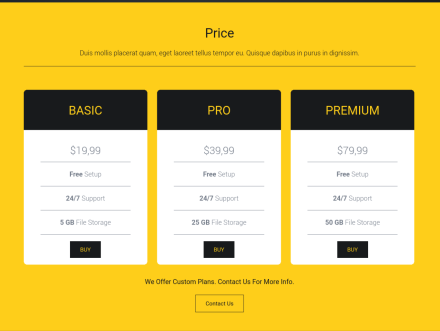 Price
Duis mollis placerat quam, eget laoreet tellus tempor eu. Quisque dapibus in purus in dignissim.
BASIC
$19,99
Free Setup
24/7 Support
5 GB File Storage
BUY
PRO
$39,99
Free Setup
24/7 Support
25 GB File Storage
BUY
PREMIUM
$79,99
Free Setup
24/7 Support
50 GB File Storage
BUY
We Offer Custom Plans. Contact Us For More Info.
Contact Us